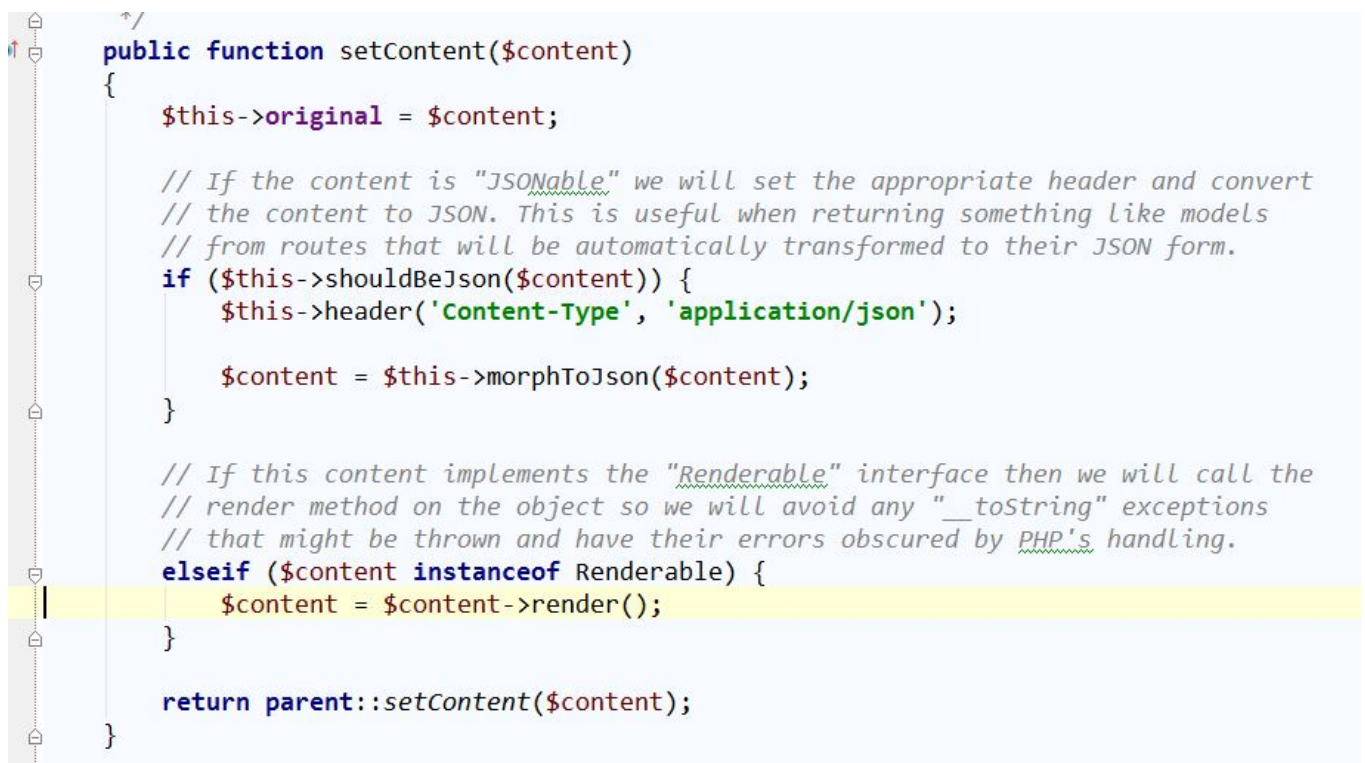 */
public function setContent($content)
{
$this->original = $content;
// If the content is "JSONable" we will set the appropriate header and convert
// the content to JSON. This is useful when returning something like models
// from routes that will be automatically transformed to their JSON form.
if ($this->shouldBeJson($content)) {
$this->header('Content-Type', 'application/json');
$content = $this->morphToJson($content);
}
// If this content implements the "Renderable" interface then we will call the
// render method on the object so we will avoid any "__toString" exceptions
// that might be thrown and have their errors obscured by PHP's handling.
elseif ($content instanceof Renderable) {
$content = $content->render();
}
return parent::setContent($content);
}